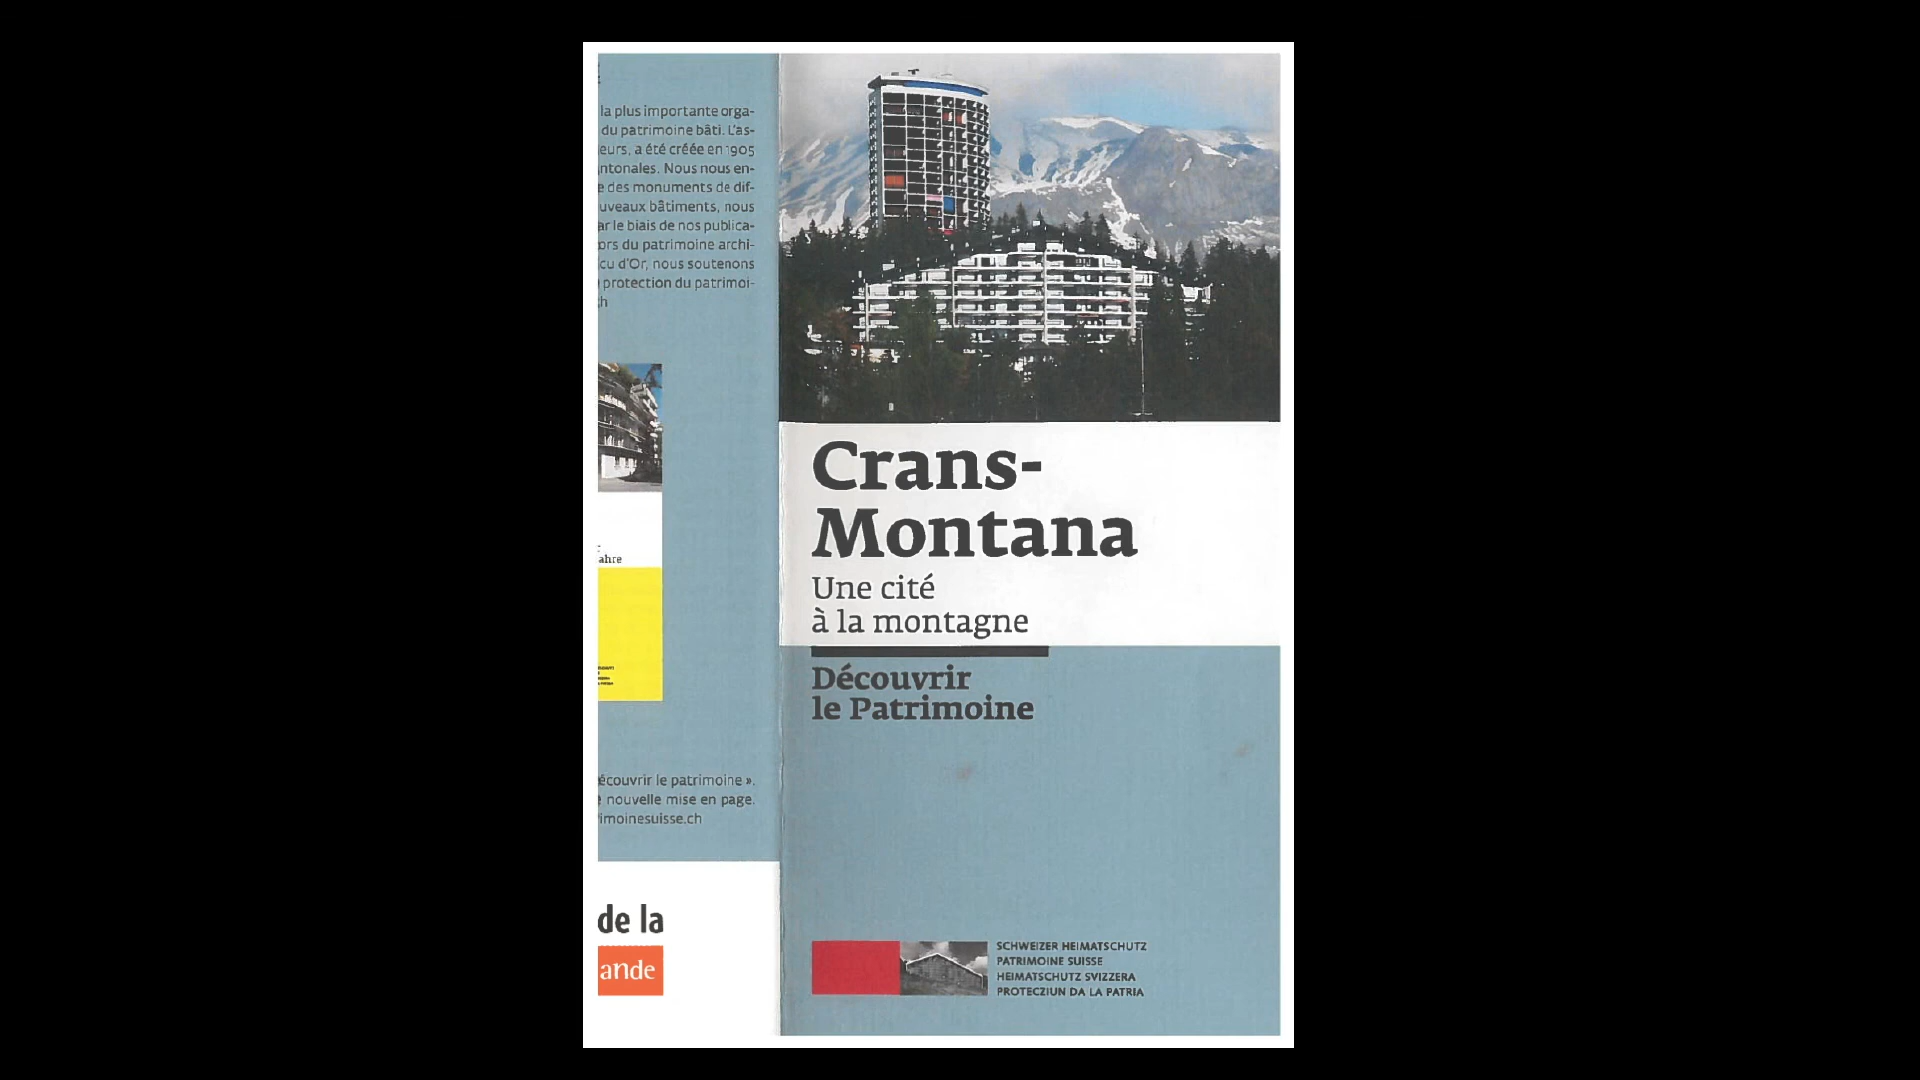 la plus importante orga-
du patrimoine bâti. L'as-
eurs, a été créée en 1905
ntonales. Nous nous en-
e des monuments de dif-
uveaux bâtiments, nous
ar le biais de nos publica-
ors du patrimoine archi-
cu d'Or, nous soutenons
protection du patrimoi-
ch
ahre
écouvrir le patrimoine ».
e nouvelle mise en page.
rimoinesuisse.ch
de la
ande
Crans-
Montana
Une cité
à la montagne
Découvrir
le Patrimoine
SCHWEIZER HEIMATSCHUTZ
PATRIMOINE SUISSE
HEIMATSCHUTZ SVIZZERA
PROTECZIUN DA LA PATRIA